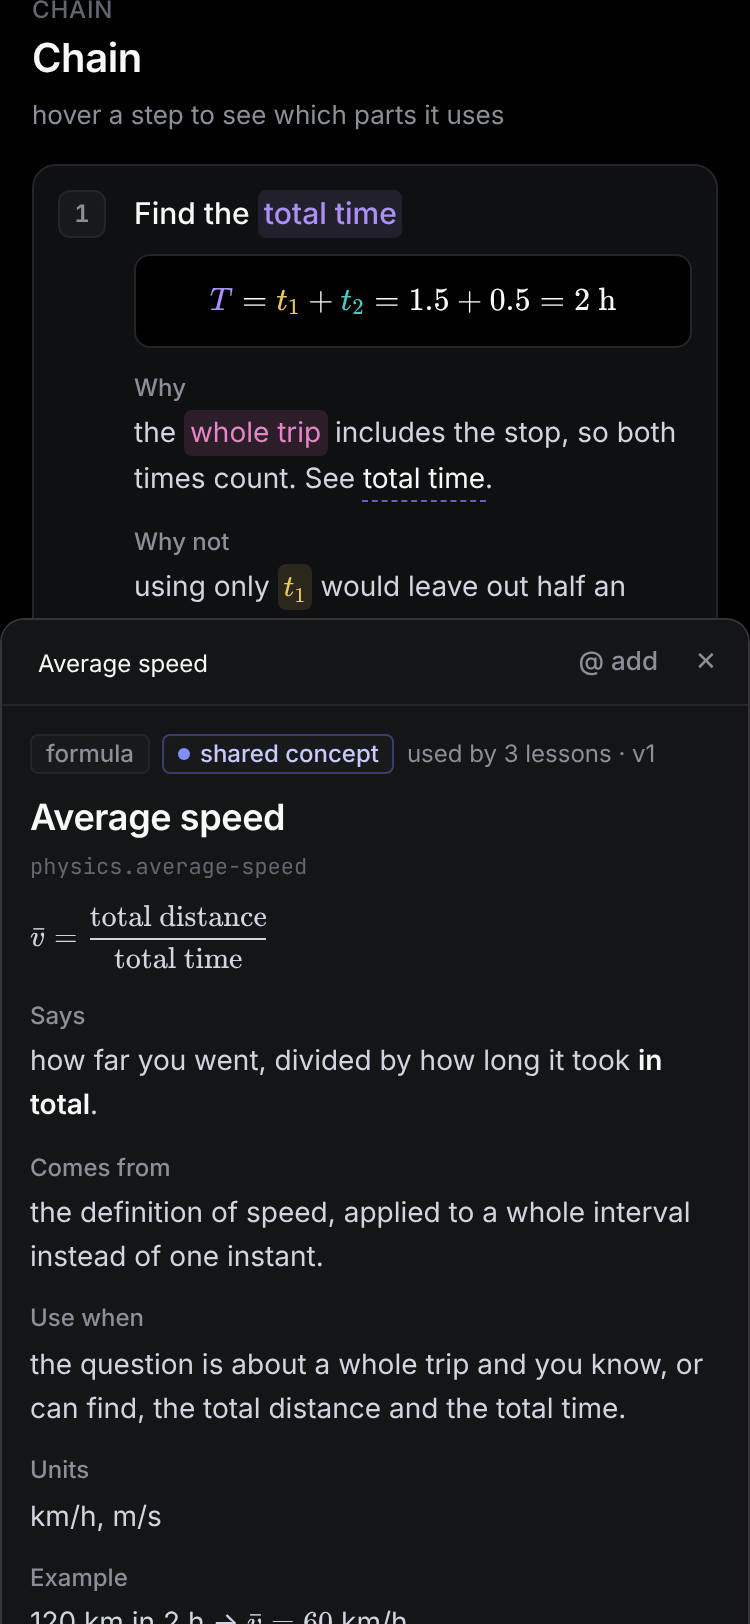 CHAIN
Chain
hover a step to see which parts it uses
1
Find the total time
T = t₁ + t₂ = 1.5 + 0.5 = 2 h
Why
the whole trip includes the stop, so both
times count. See total time.
Why not
using only t₁ would leave out half an
Average speed
@ add ×
formula
shared concept
used by 3 lessons · v1
Average speed
physics.average-speed
v̄ = total distance
total time
Says
how far you went, divided by how long it took in
total.
Comes from
the definition of speed, applied to a whole interval
instead of one instant.
Use when
the question is about a whole trip and you know, or
can find, the total distance and the total time.
Units
km/h, m/s
Example
120 km in 2 h → v̄ = 60 km/h